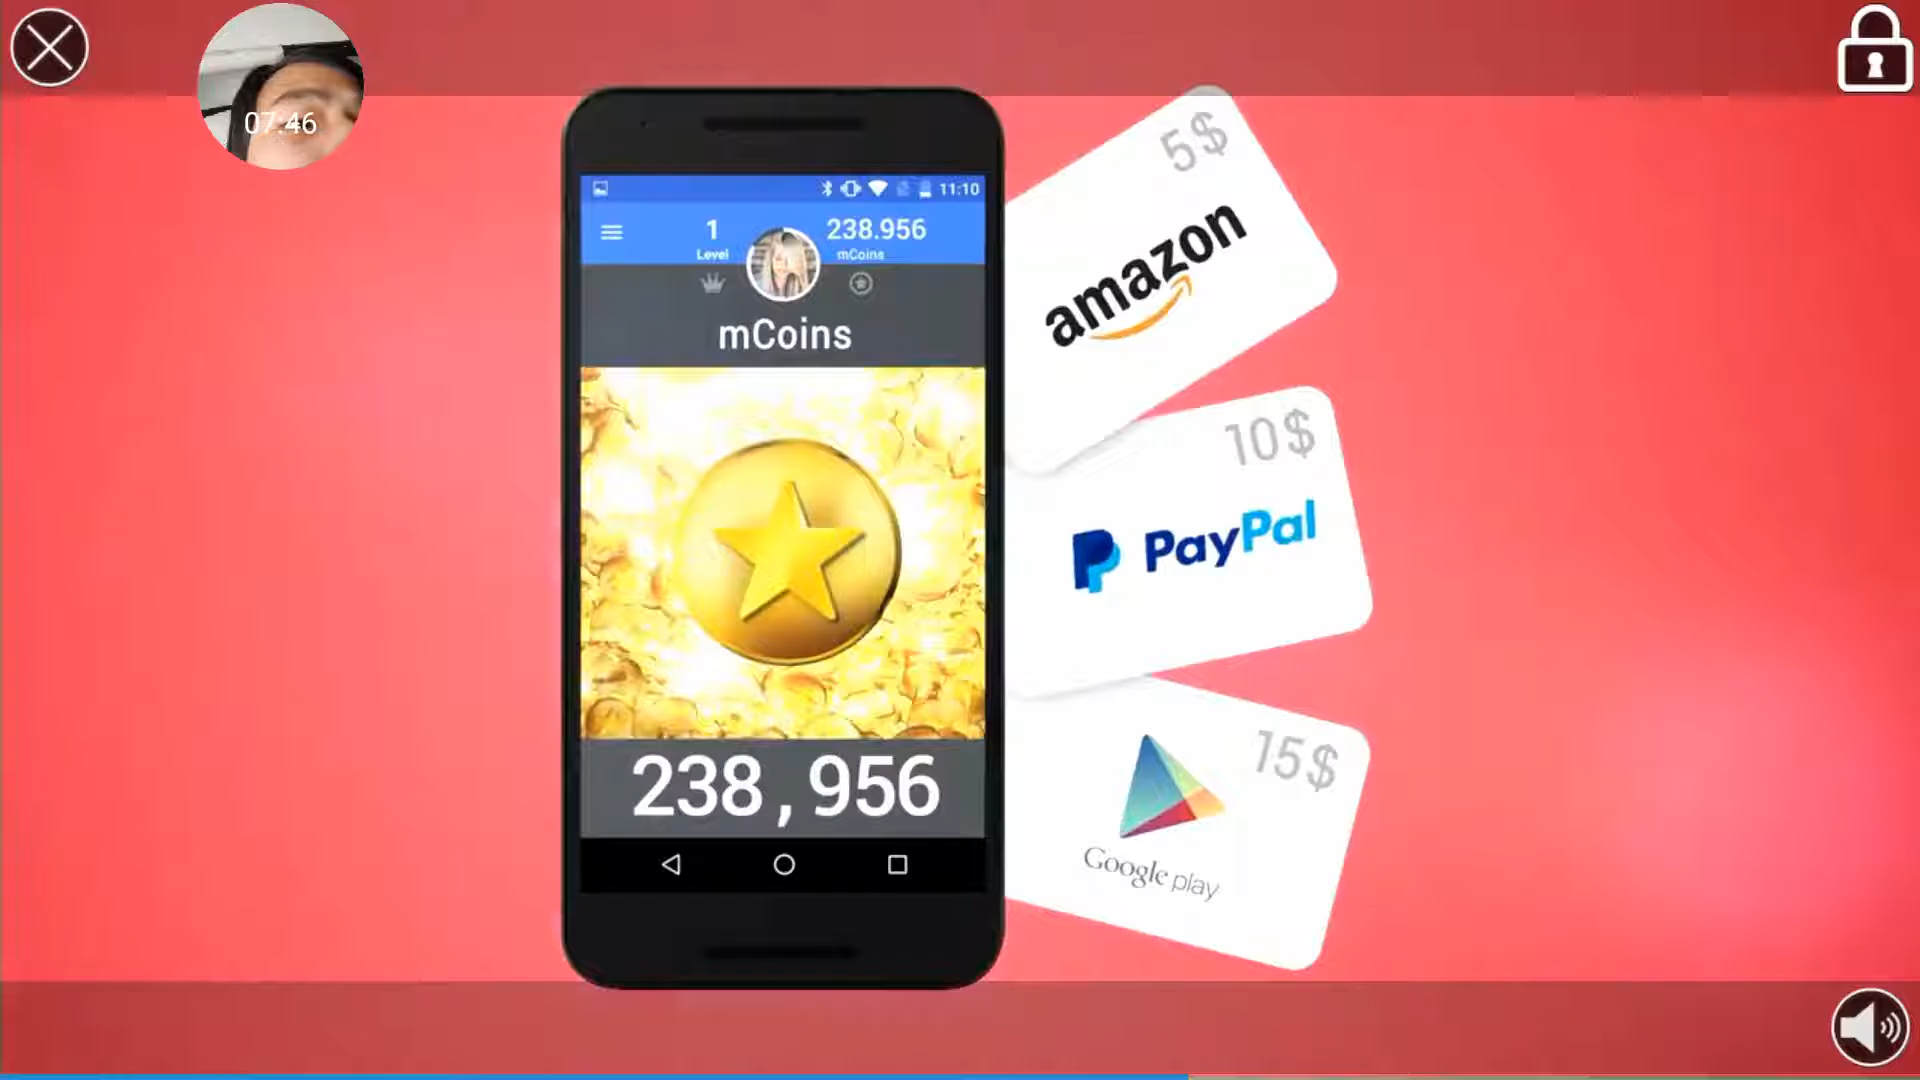 07:46
11:10
1
238.956
Level
mCoins
mCoins
238,956
5$
amazon
10$
PayPal
15$
Google play